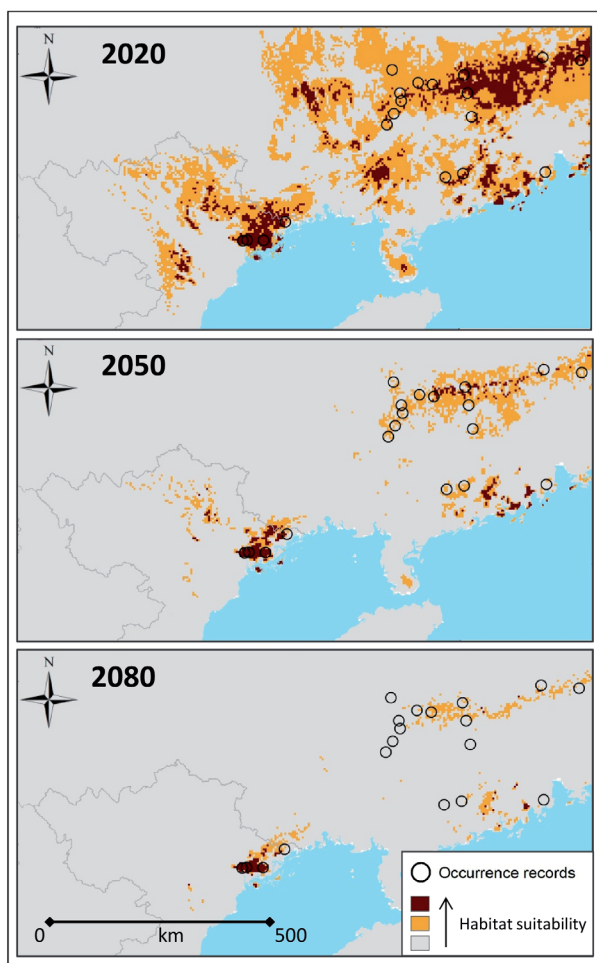 N
2020
N
2050
N
2080
Occurrence records
Habitat suitability
0 km 500